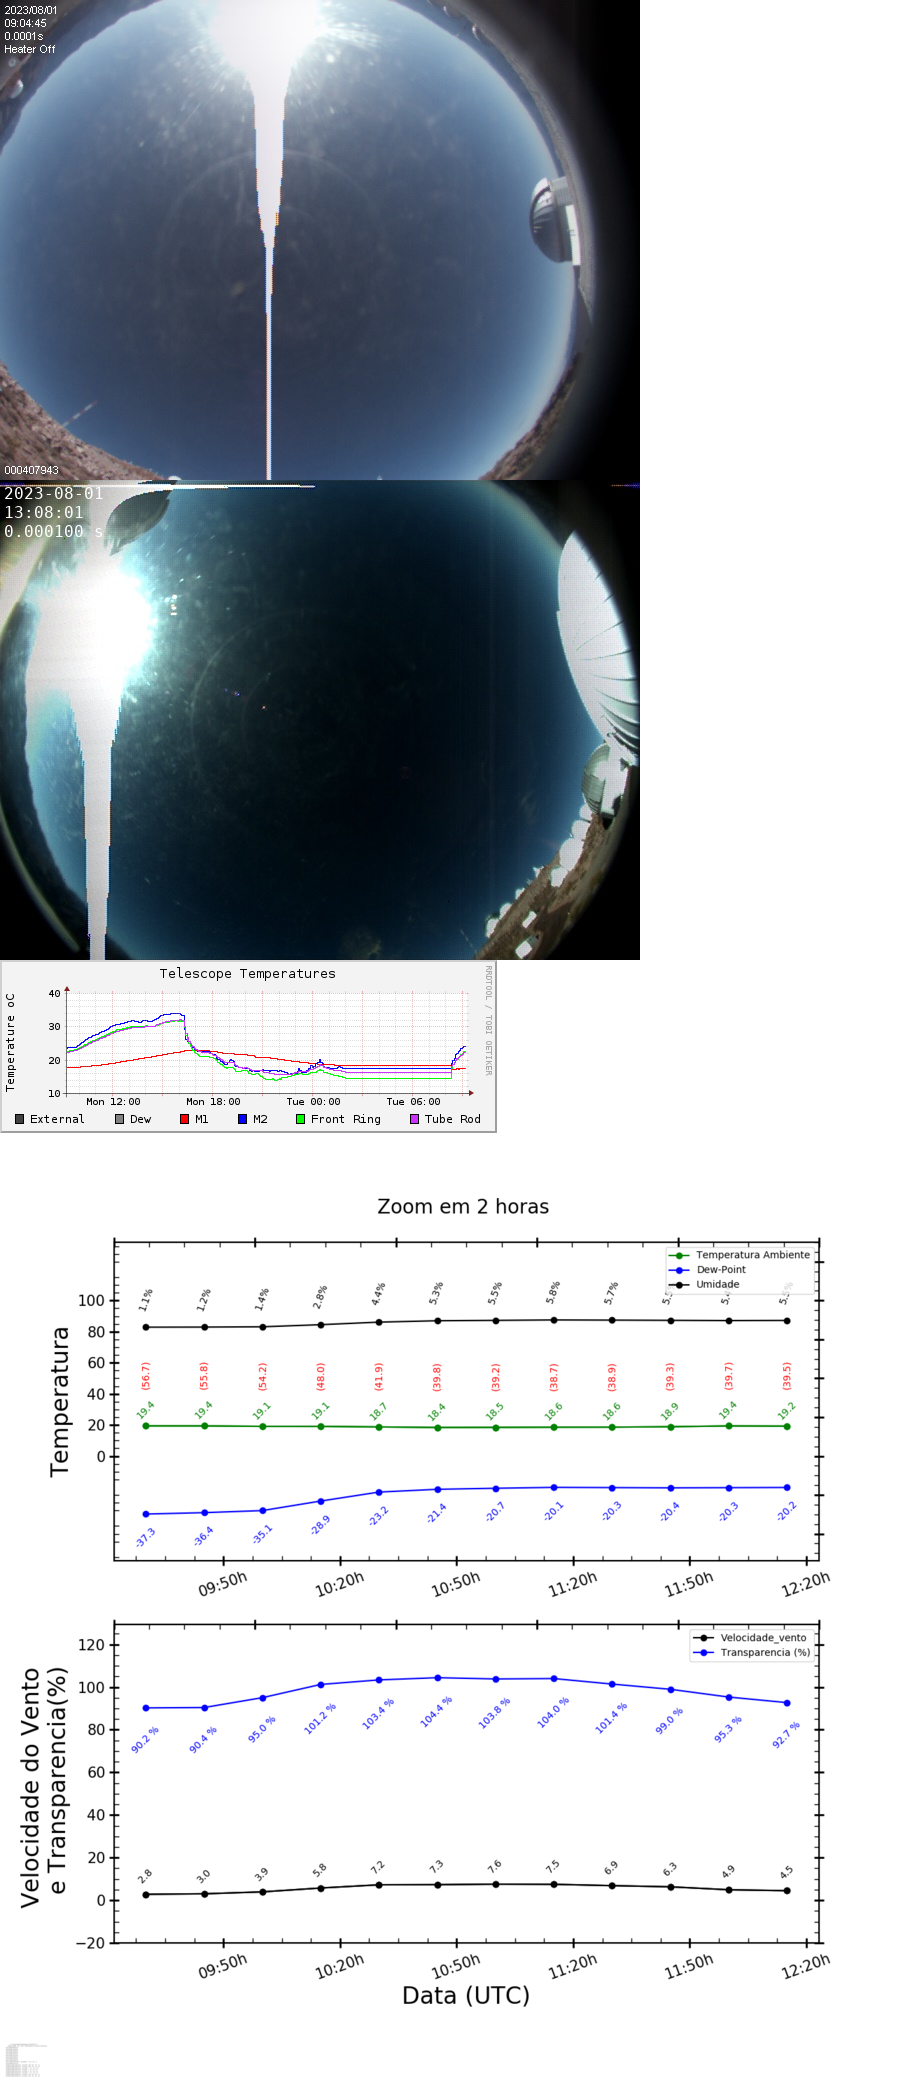 2023/08/01
09:04:45
0.0001s
Heater Off
000407943
2023-08-01
13:08:01
0.000100 s
Telescope Temperatures
RRDTOOL / TOBI OETIKER
Temperature oC
40
30
20
10
Mon 12:00 Mon 18:00 Tue 00:00 Tue 06:00
External Dew M1 M2 Front Ring Tube Rod
Zoom em 2 horas
Temperatura Ambiente
Dew-Point
Umidade
Temperatura
100
80
60
40
20
0
1.1% 1.2% 1.4% 2.8% 4.4% 5.3% 5.5% 5.8% 5.7%
(56.7) (55.8) (54.2) (48.0) (41.9) (39.8) (39.2) (38.7) (38.9) (39.3) (39.7) (39.5)
19.4 19.4 19.1 19.1 18.7 18.4 18.5 18.6 18.6 18.9 19.4 19.2
-37.3 -36.4 -35.1 -28.9 -23.2 -21.4 -20.7 -20.1 -20.3 -20.4 -20.3 -20.2
09:50h 10:20h 10:50h 11:20h 11:50h 12:20h
Velocidade_vento
Transparencia (%)
Velocidade do Vento
e Transparencia(%)
120
100
80
60
40
20
0
−20
90.2 % 90.4 % 95.0 % 101.2 % 103.4 % 104.4 % 103.8 % 104.0 % 101.4 % 99.0 % 95.3 % 92.7 %
2.8 3.0 3.9 5.8 7.2 7.3 7.6 7.5 6.9 6.3 4.9 4.5
09:50h 10:20h 10:50h 11:20h 11:50h 12:20h
Data (UTC)